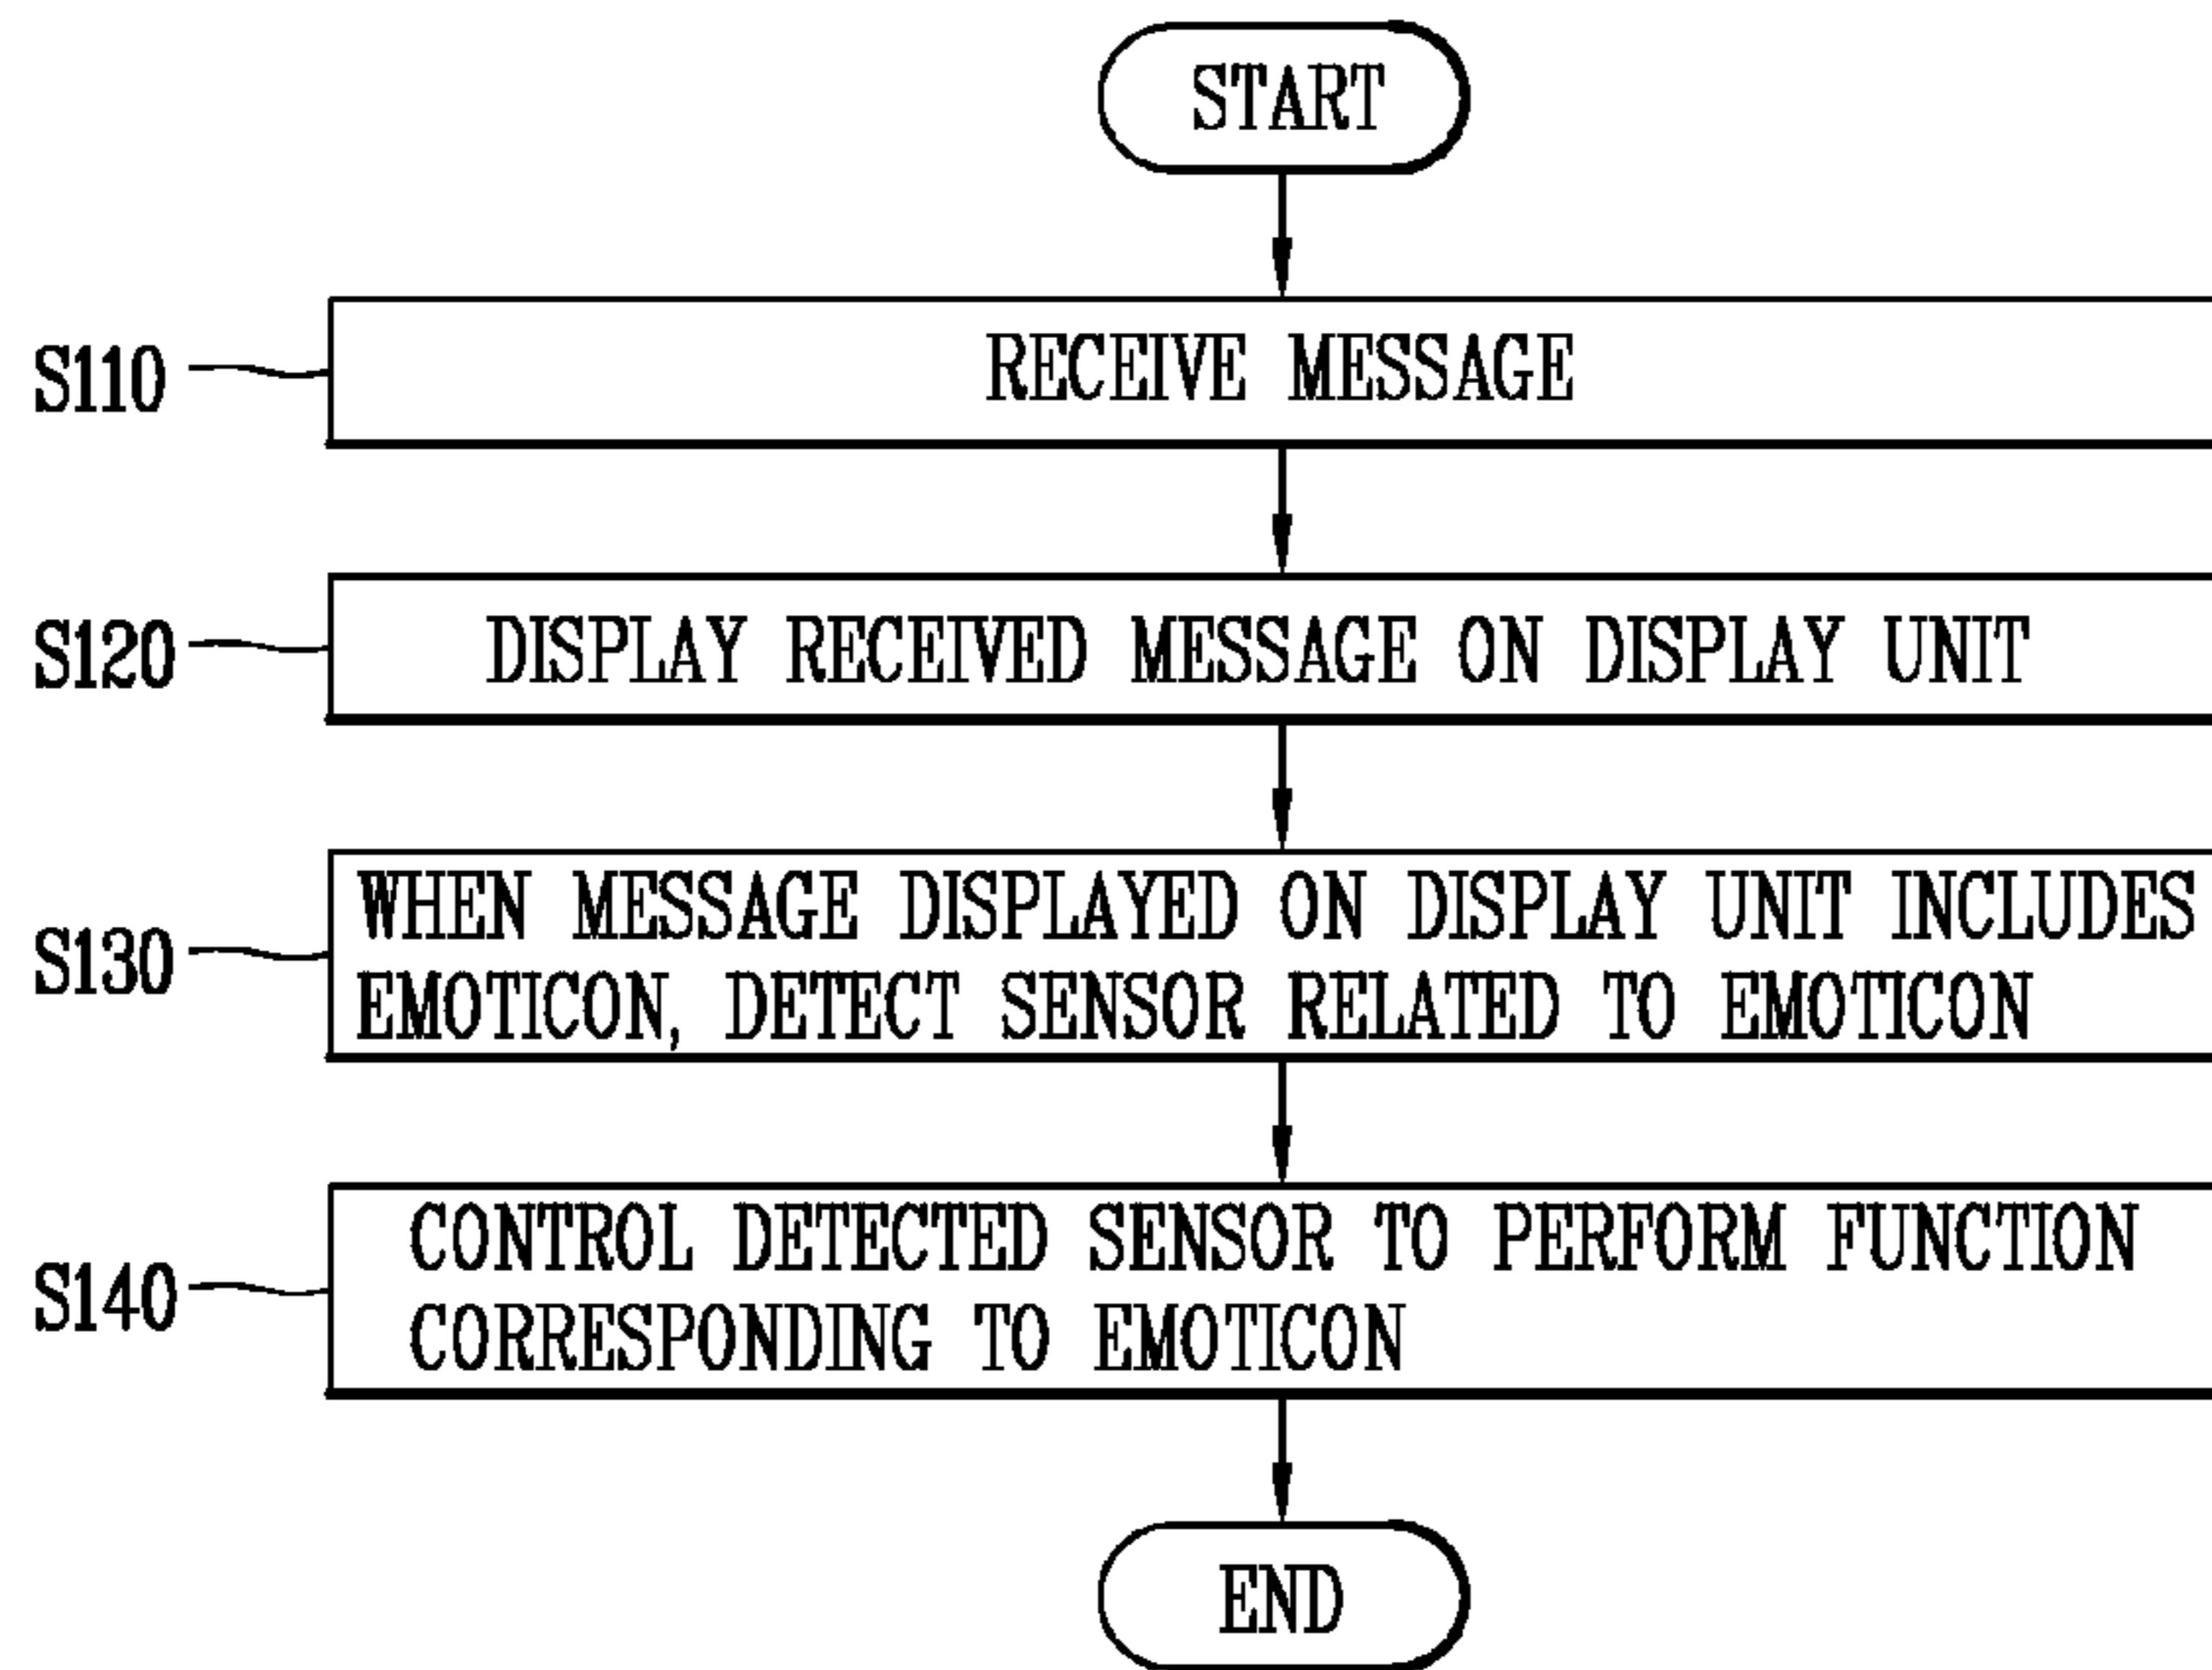 START
S110
RECEIVE MESSAGE
S120
DISPLAY RECEIVED MESSAGE ON DISPLAY UNIT
S130
WHEN MESSAGE DISPLAYED ON DISPLAY UNIT INCLUDES
EMOTICON, DETECT SENSOR RELATED TO EMOTICON
S140
CONTROL DETECTED SENSOR TO PERFORM FUNCTION
CORRESPONDING TO EMOTICON
END